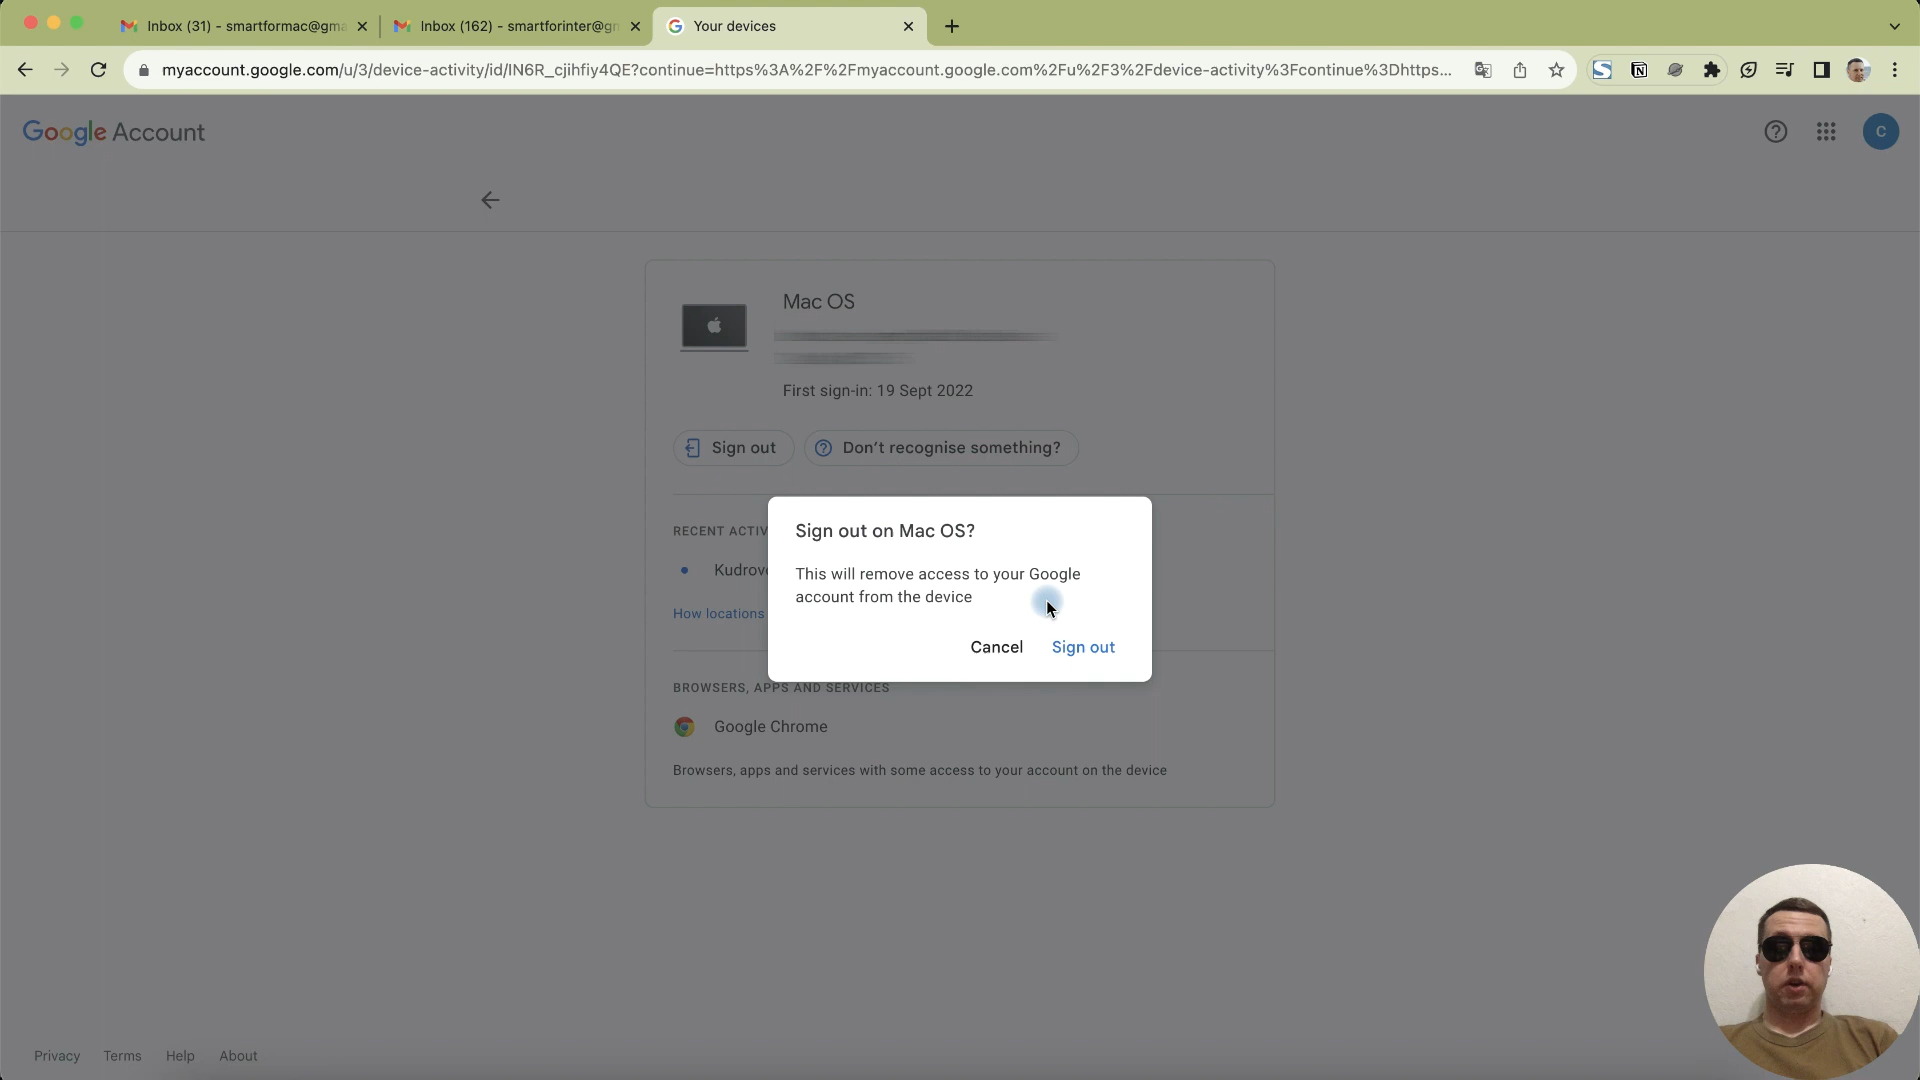 Inbox (31) - smartformac@gma
Inbox (162) - smartforinter@gm
Your devices
myaccount.google.com/u/3/device-activity/id/IN6R_cjihfiy4QE?continue=https%3A%2F%2Fmyaccount.google.com%2Fu%2F3%2Fdevice-activity%3Fcontinue%3Dhttps...
Google Account
C
Mac OS
First sign-in: 19 Sept 2022
Sign out
Don't recognise something?
RECENT ACTIV
Kudrov
How locations
Sign out on Mac OS?
This will remove access to your Google
account from the device
Cancel
Sign out
BROWSERS, APPS AND SERVICES
Google Chrome
Browsers, apps and services with some access to your account on the device
Privacy
Terms
Help
About